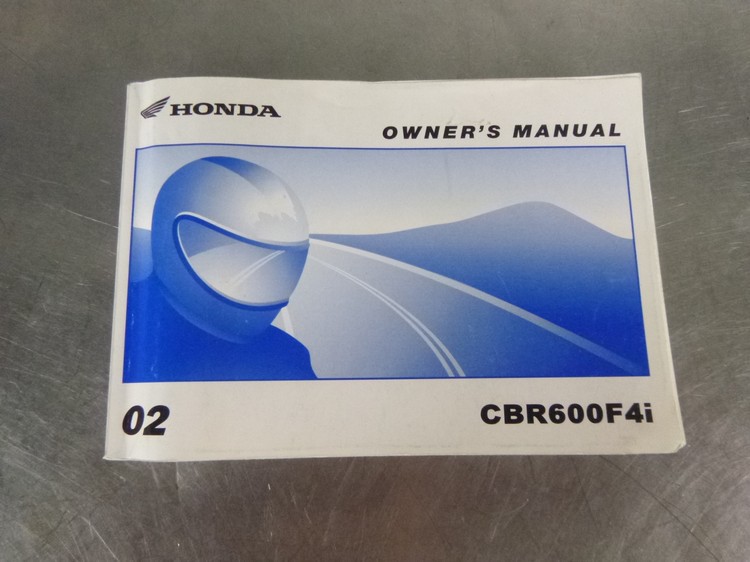 HONDA
OWNER'S MANUAL
02
CBR600F4i